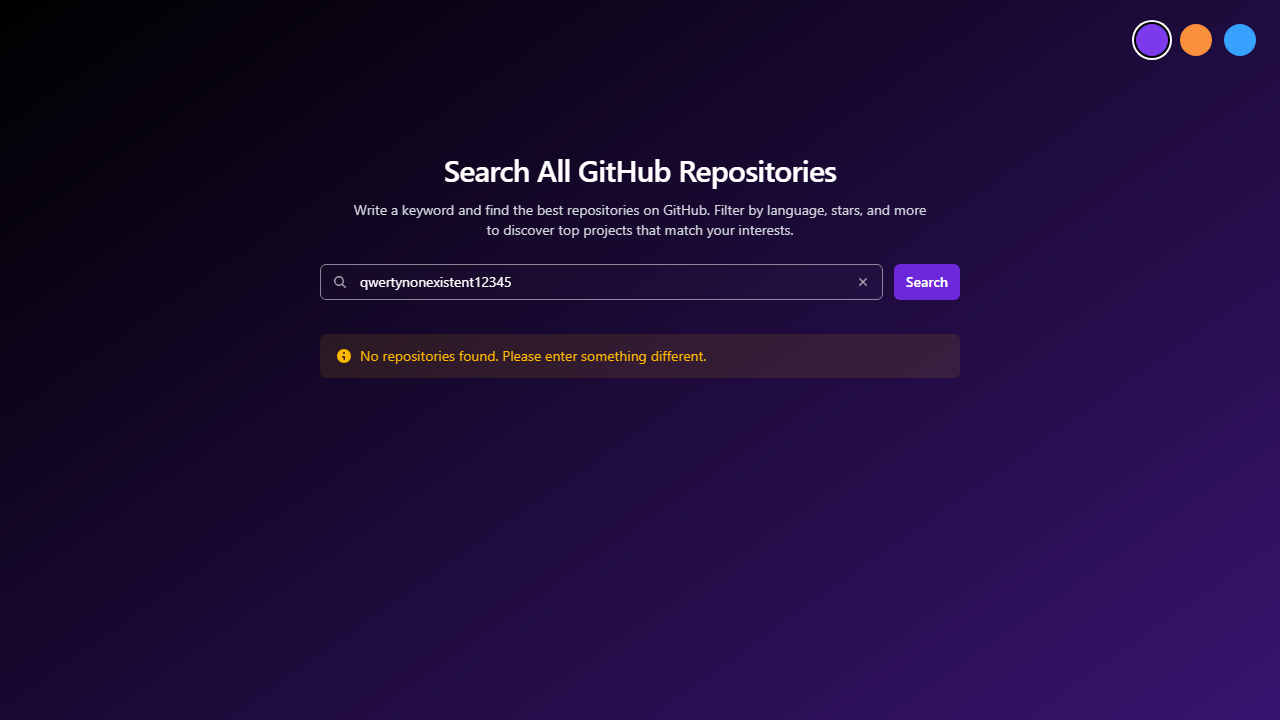 Search All GitHub Repositories
Write a keyword and find the best repositories on GitHub. Filter by language, stars, and more
to discover top projects that match your interests.
qwertynonexistent12345
Search
No repositories found. Please enter something different.